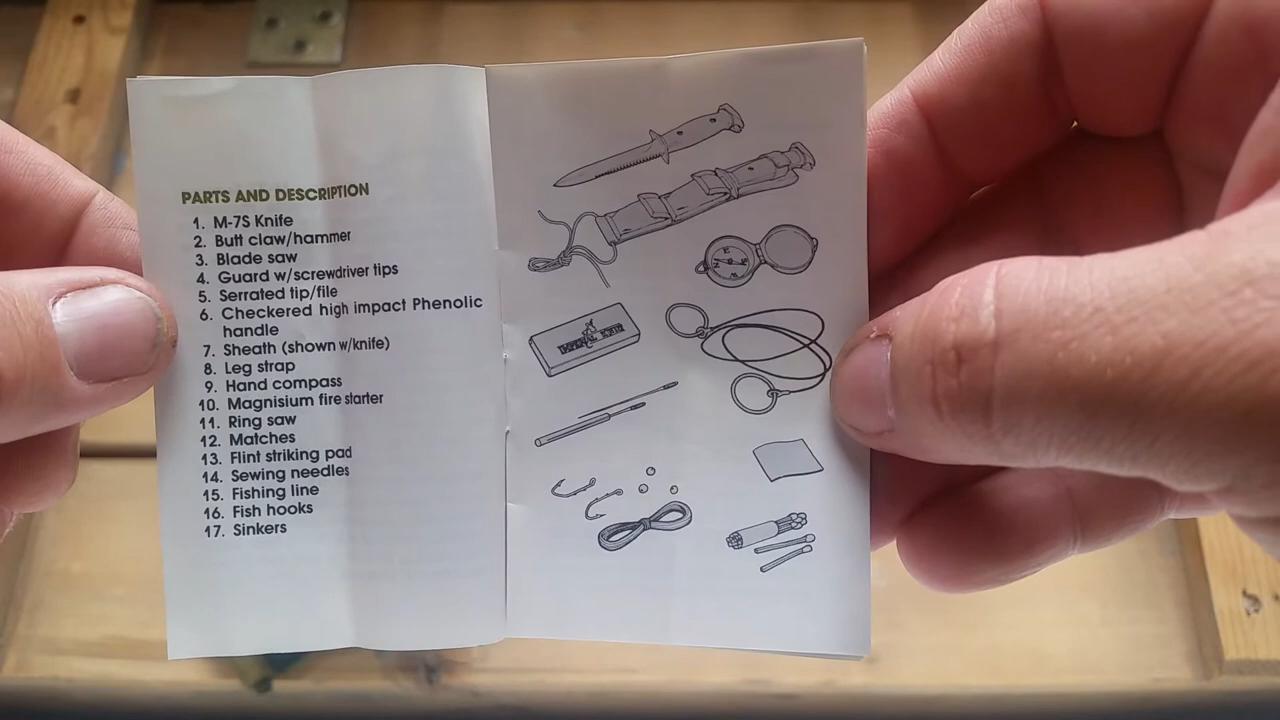 PARTS AND DESCRIPTION
1. M-7S Knife
2. Butt claw/hammer
3. Blade saw
4. Guard w/screwdriver tips
5. Serrated tip/file
6. Checkered high impact Phenolic
handle
7. Sheath (shown w/knife)
8. Leg strap
9. Hand compass
10. Magnisium fire starter
11. Ring saw
12. Matches
13. Flint striking pad
14. Sewing needles
15. Fishing line
16. Fish hooks
17. Sinkers
IMPERIAL KNIFE